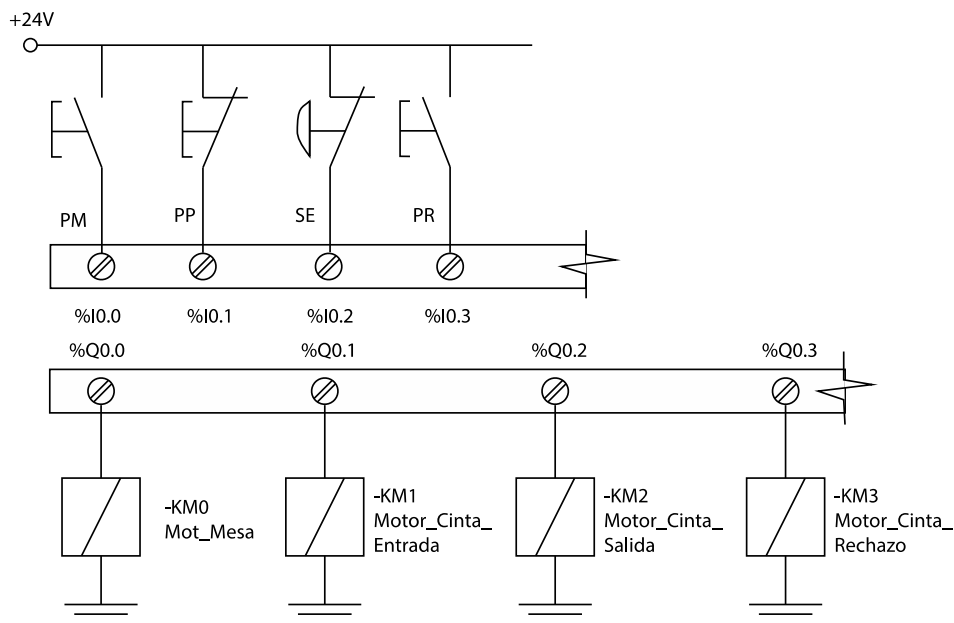 +24V
PM PP SE PR
%I0.0 %I0.1 %I0.2 %I0.3
%Q0.0 %Q0.1 %Q0.2 %Q0.3
-KM0
Mot_Mesa
-KM1
Motor_Cinta_
Entrada
-KM2
Motor_Cinta_
Salida
-KM3
Motor_Cinta_
Rechazo